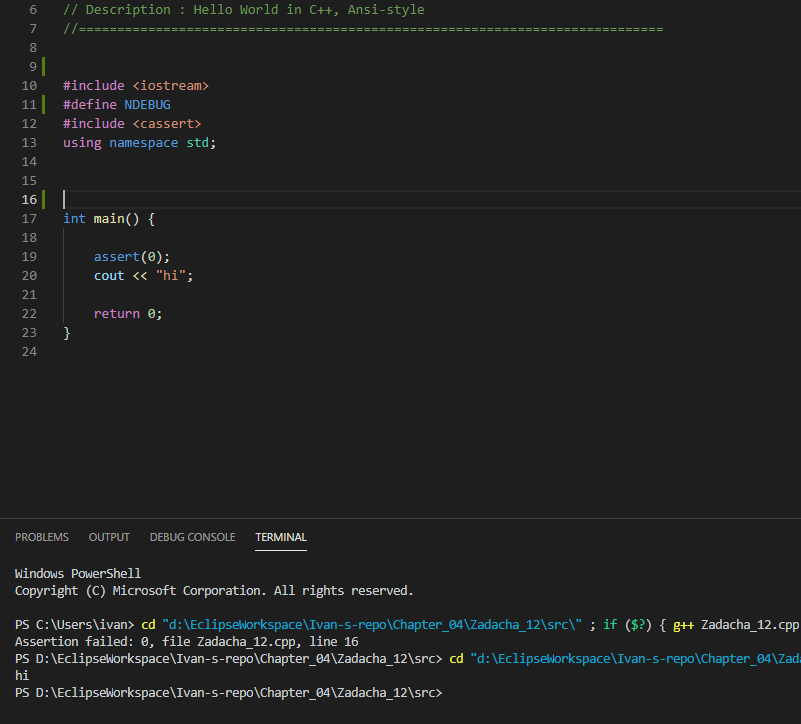 6 // Description : Hello World in C++, Ansi-style
7 //============================================================================
8
9
10 #include <iostream>
11 #define NDEBUG
12 #include <cassert>
13 using namespace std;
14
15
16
17 int main() {
18
19 assert(0);
20 cout << "hi";
21
22 return 0;
23 }
24
PROBLEMS OUTPUT DEBUG CONSOLE TERMINAL
Windows PowerShell
Copyright (C) Microsoft Corporation. All rights reserved.
PS C:\Users\ivan> cd "d:\EclipseWorkspace\Ivan-s-repo\Chapter_04\Zadacha_12\src\" ; if ($?) { g++ Zadacha_12.cpp
Assertion failed: 0, file Zadacha_12.cpp, line 16
PS D:\EclipseWorkspace\Ivan-s-repo\Chapter_04\Zadacha_12\src> cd "d:\EclipseWorkspace\Ivan-s-repo\Chapter_04\Zada
hi
PS D:\EclipseWorkspace\Ivan-s-repo\Chapter_04\Zadacha_12\src>